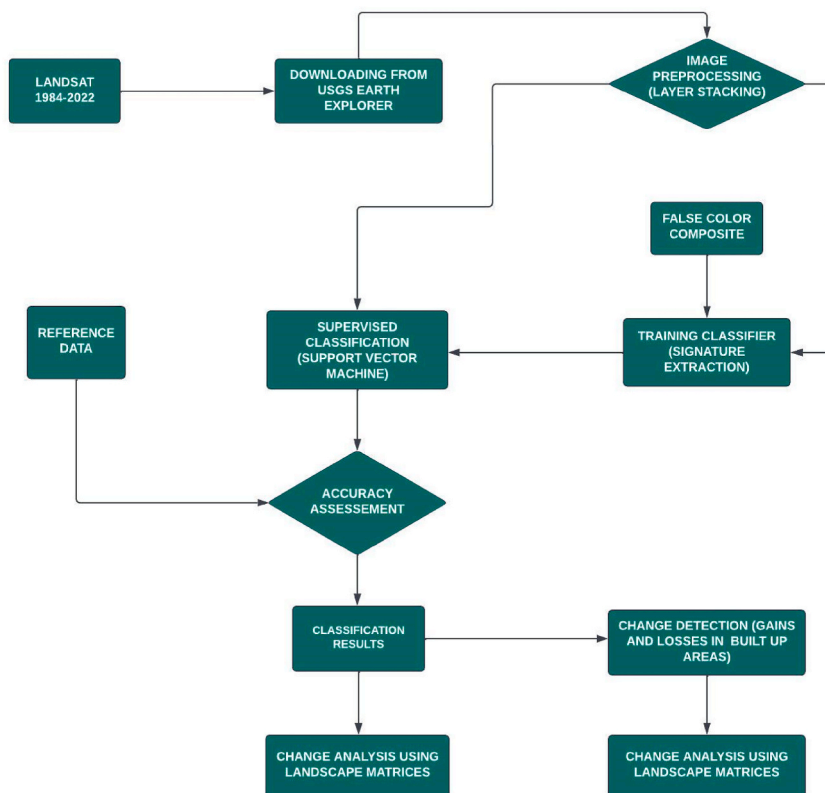 LANDSAT
1984-2022
DOWNLOADING FROM
USGS EARTH
EXPLORER
IMAGE
PREPROCESSING
(LAYER STACKING)
FALSE COLOR
COMPOSITE
REFERENCE
DATA
SUPERVISED
CLASSIFICATION
(SUPPORT VECTOR
MACHINE)
TRAINING CLASSIFIER
(SIGNATURE
EXTRACTION)
ACCURACY
ASSESSEMENT
CLASSIFICATION
RESULTS
CHANGE DETECTION (GAINS
AND LOSSES IN BUILT UP
AREAS)
CHANGE ANALYSIS USING
LANDSCAPE MATRICES
CHANGE ANALYSIS USING
LANDSCAPE MATRICES